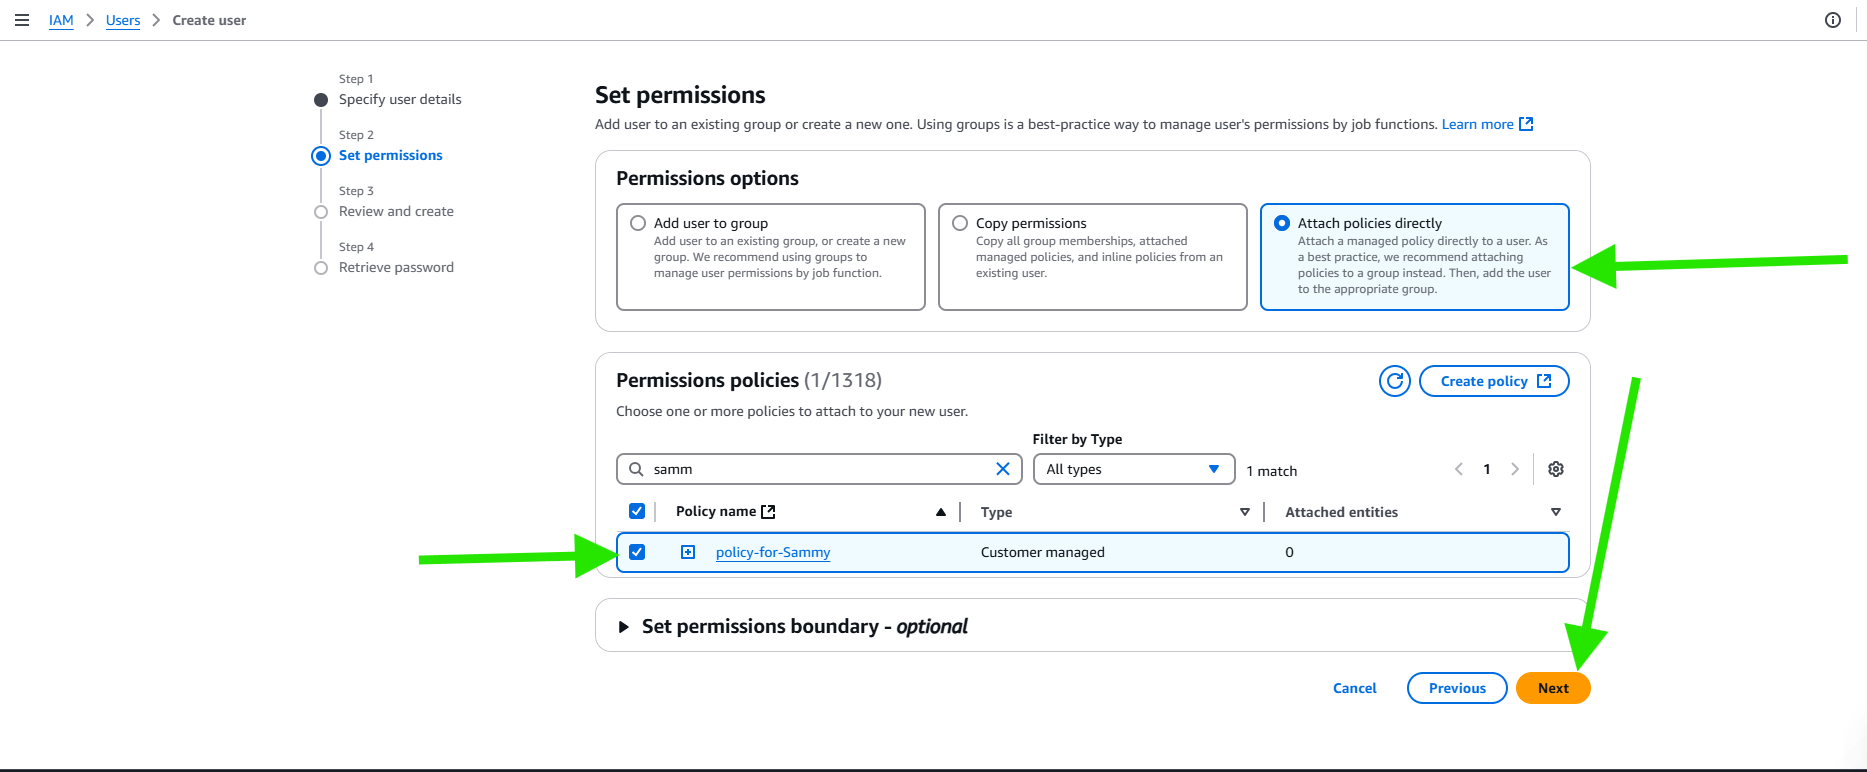 IAM > Users > Create user
Step 1
Specify user details
Step 2
Set permissions
Step 3
Review and create
Step 4
Retrieve password
Set permissions
Add user to an existing group or create a new one. Using groups is a best-practice way to manage user's permissions by job functions. Learn more
Permissions options
Add user to group
Add user to an existing group, or create a new
group. We recommend using groups to
manage user permissions by job function.
Copy permissions
Copy all group memberships, attached
managed policies, and inline policies from an
existing user.
Attach policies directly
Attach a managed policy directly to a user. As
a best practice, we recommend attaching
policies to a group instead. Then, add the user
to the appropriate group.
Permissions policies (1/1318)
Create policy
Choose one or more policies to attach to your new user.
Filter by Type
samm
All types
1 match
1
Policy name
Type
Attached entities
policy-for-Sammy
Customer managed
0
Set permissions boundary - optional
Cancel
Previous
Next